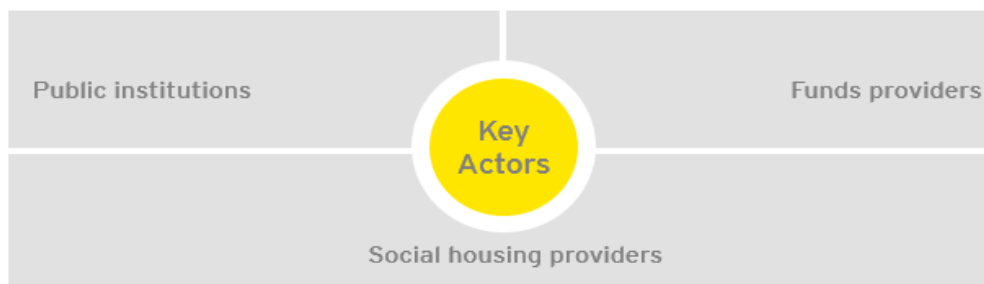 Public institutions
Funds providers
Key
Actors
Social housing providers